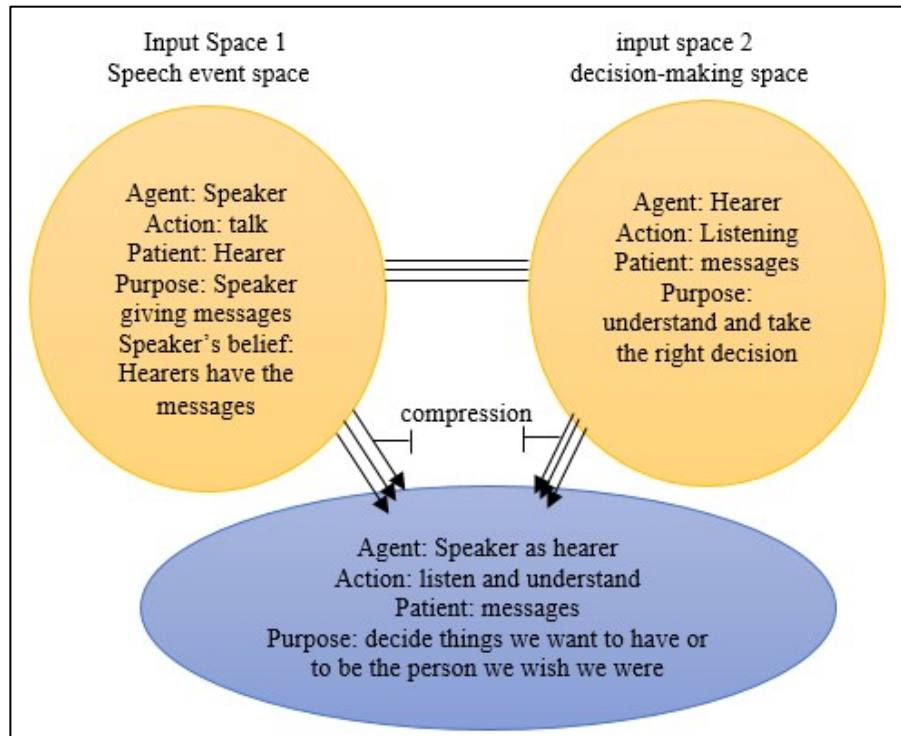 Input Space 1
Speech event space
input space 2
decision-making space
Agent: Speaker
Action: talk
Patient: Hearer
Purpose: Speaker
giving messages
Speaker's belief:
Hearers have the
messages
Agent: Hearer
Action: Listening
Patient: messages
Purpose:
understand and take
the right decision
compression
Agent: Speaker as hearer
Action: listen and understand
Patient: messages
Purpose: decide things we want to have or
to be the person we wish we were